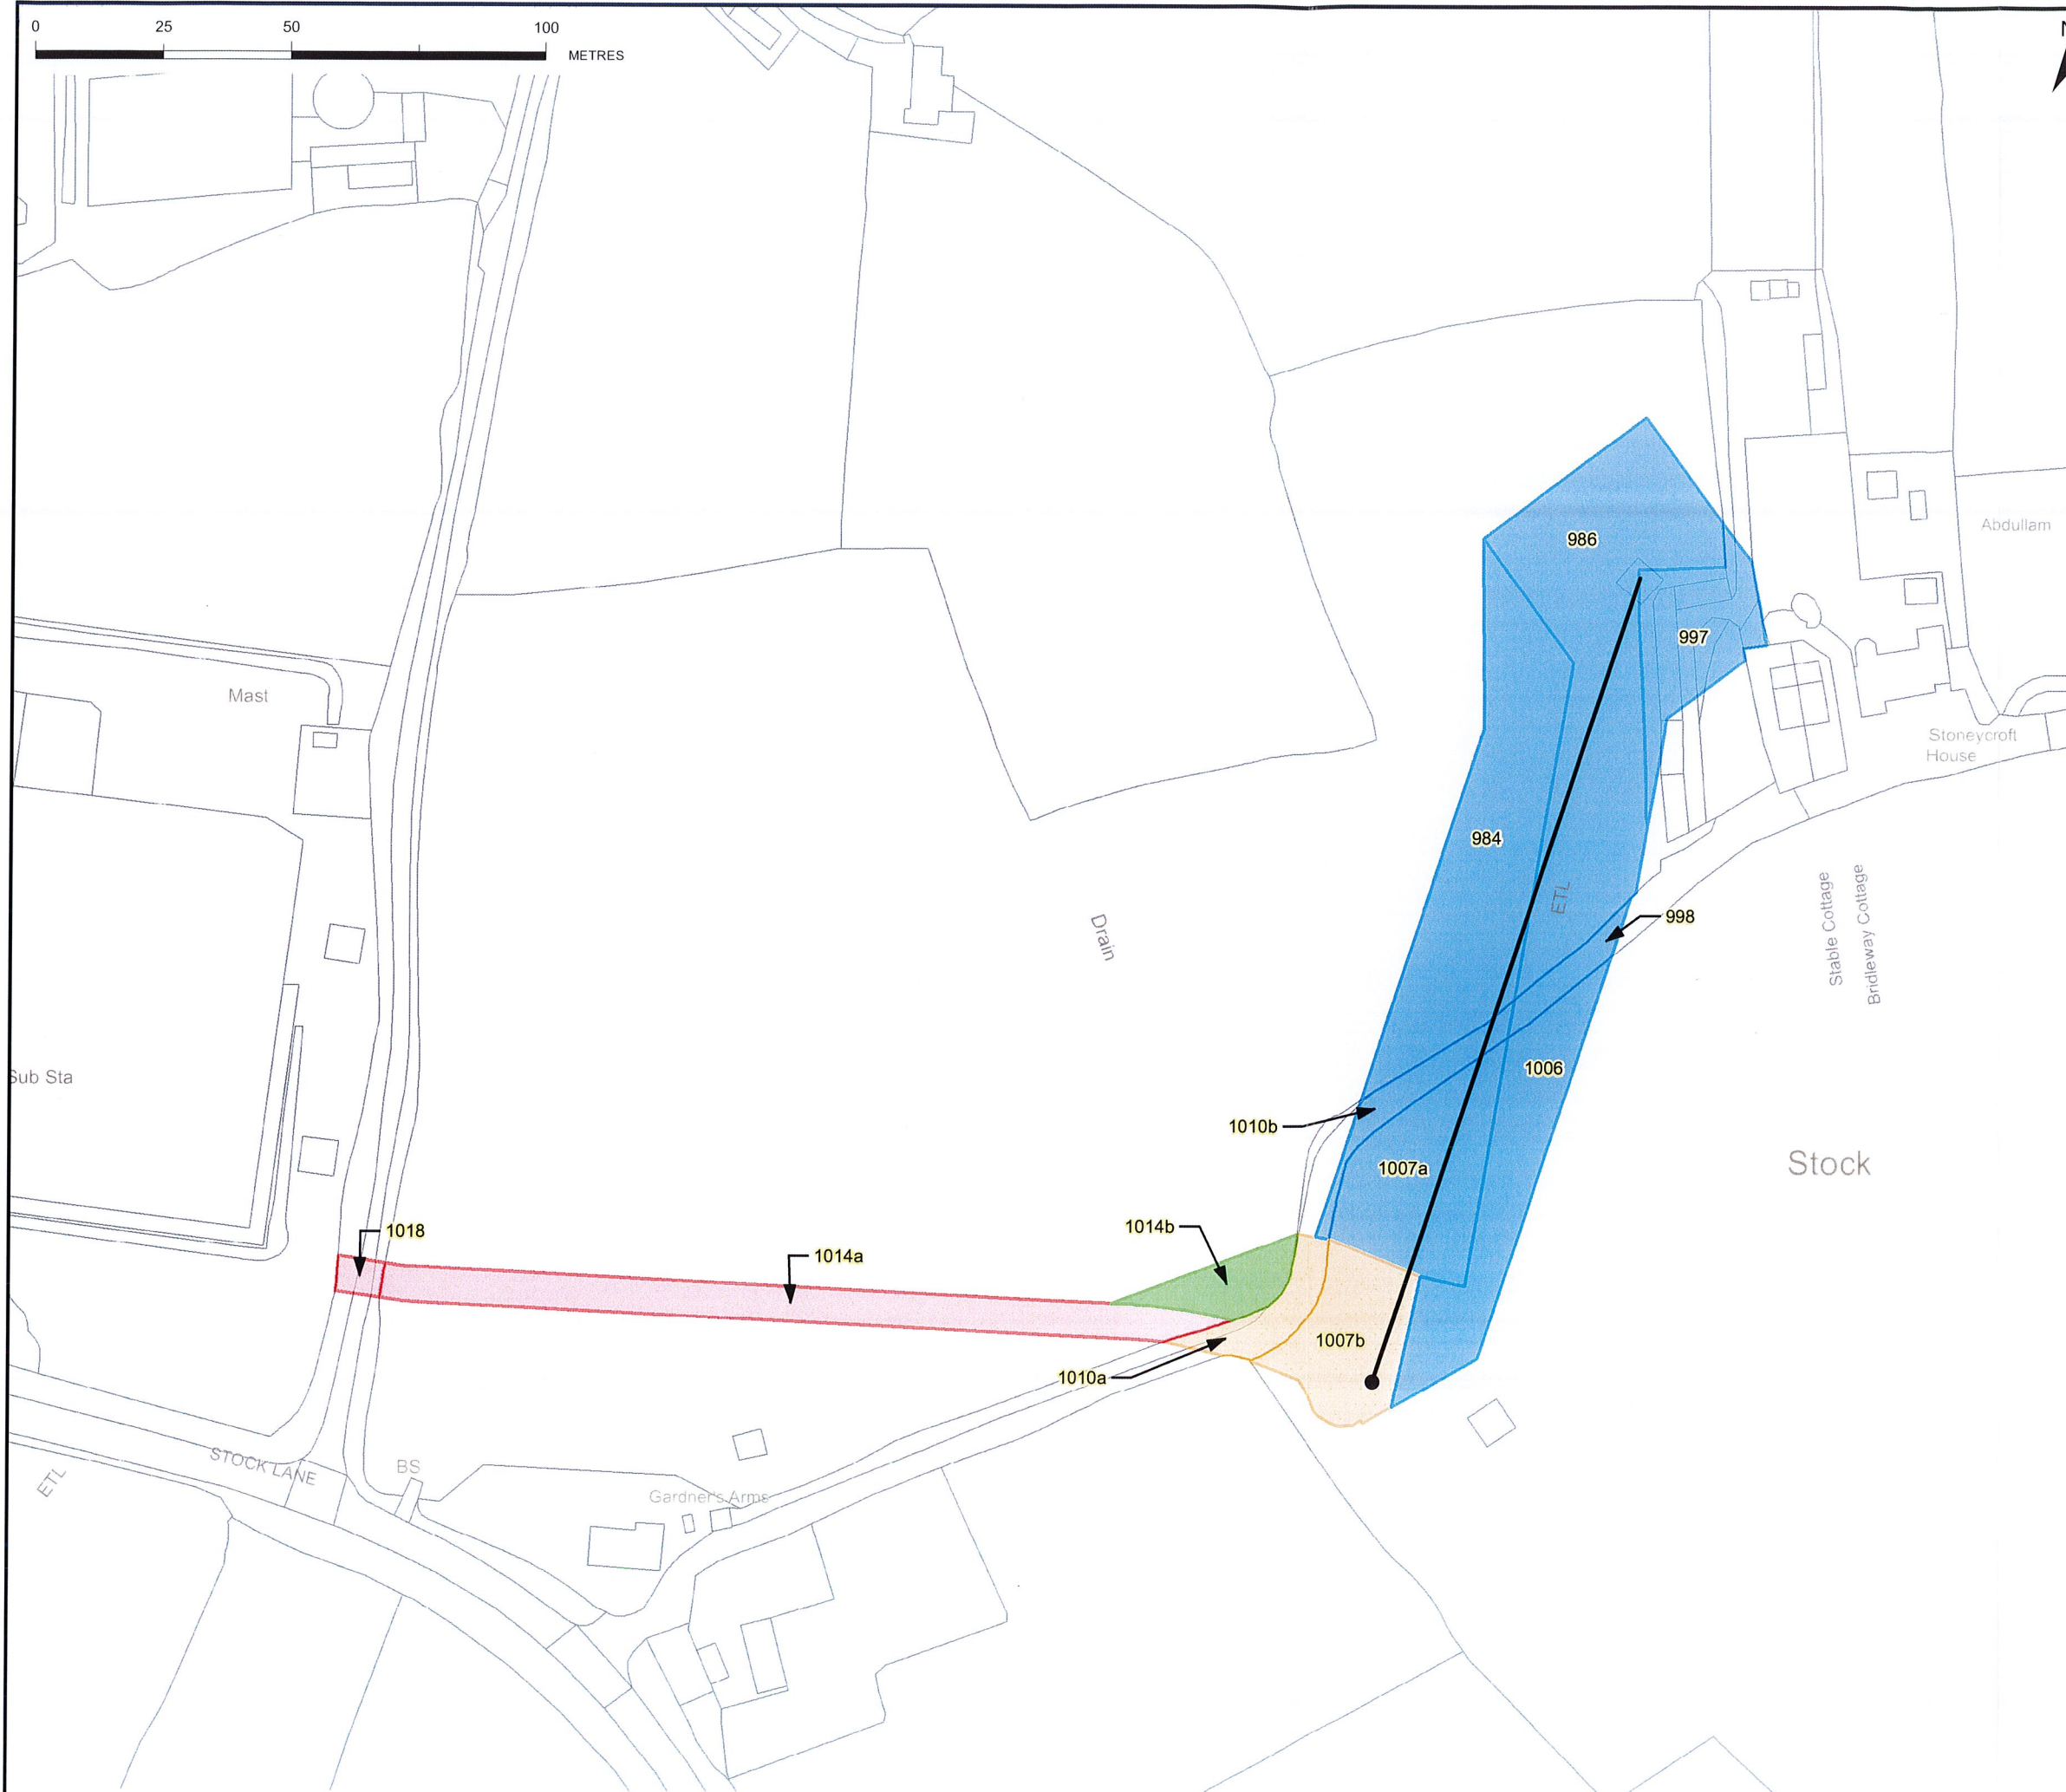 0 25 50 100
METRES
Abdullam
986
997
Mast
Stoneycroft
House
984
ETL
Stable Cottage
Bridleway Cottage
998
Drain
Sub Sta
1006
1010b
1007a
Stock
1014b
1018
1014a
1007b
1010a
STOCK LANE
BS
ETL
Gardner's Arms